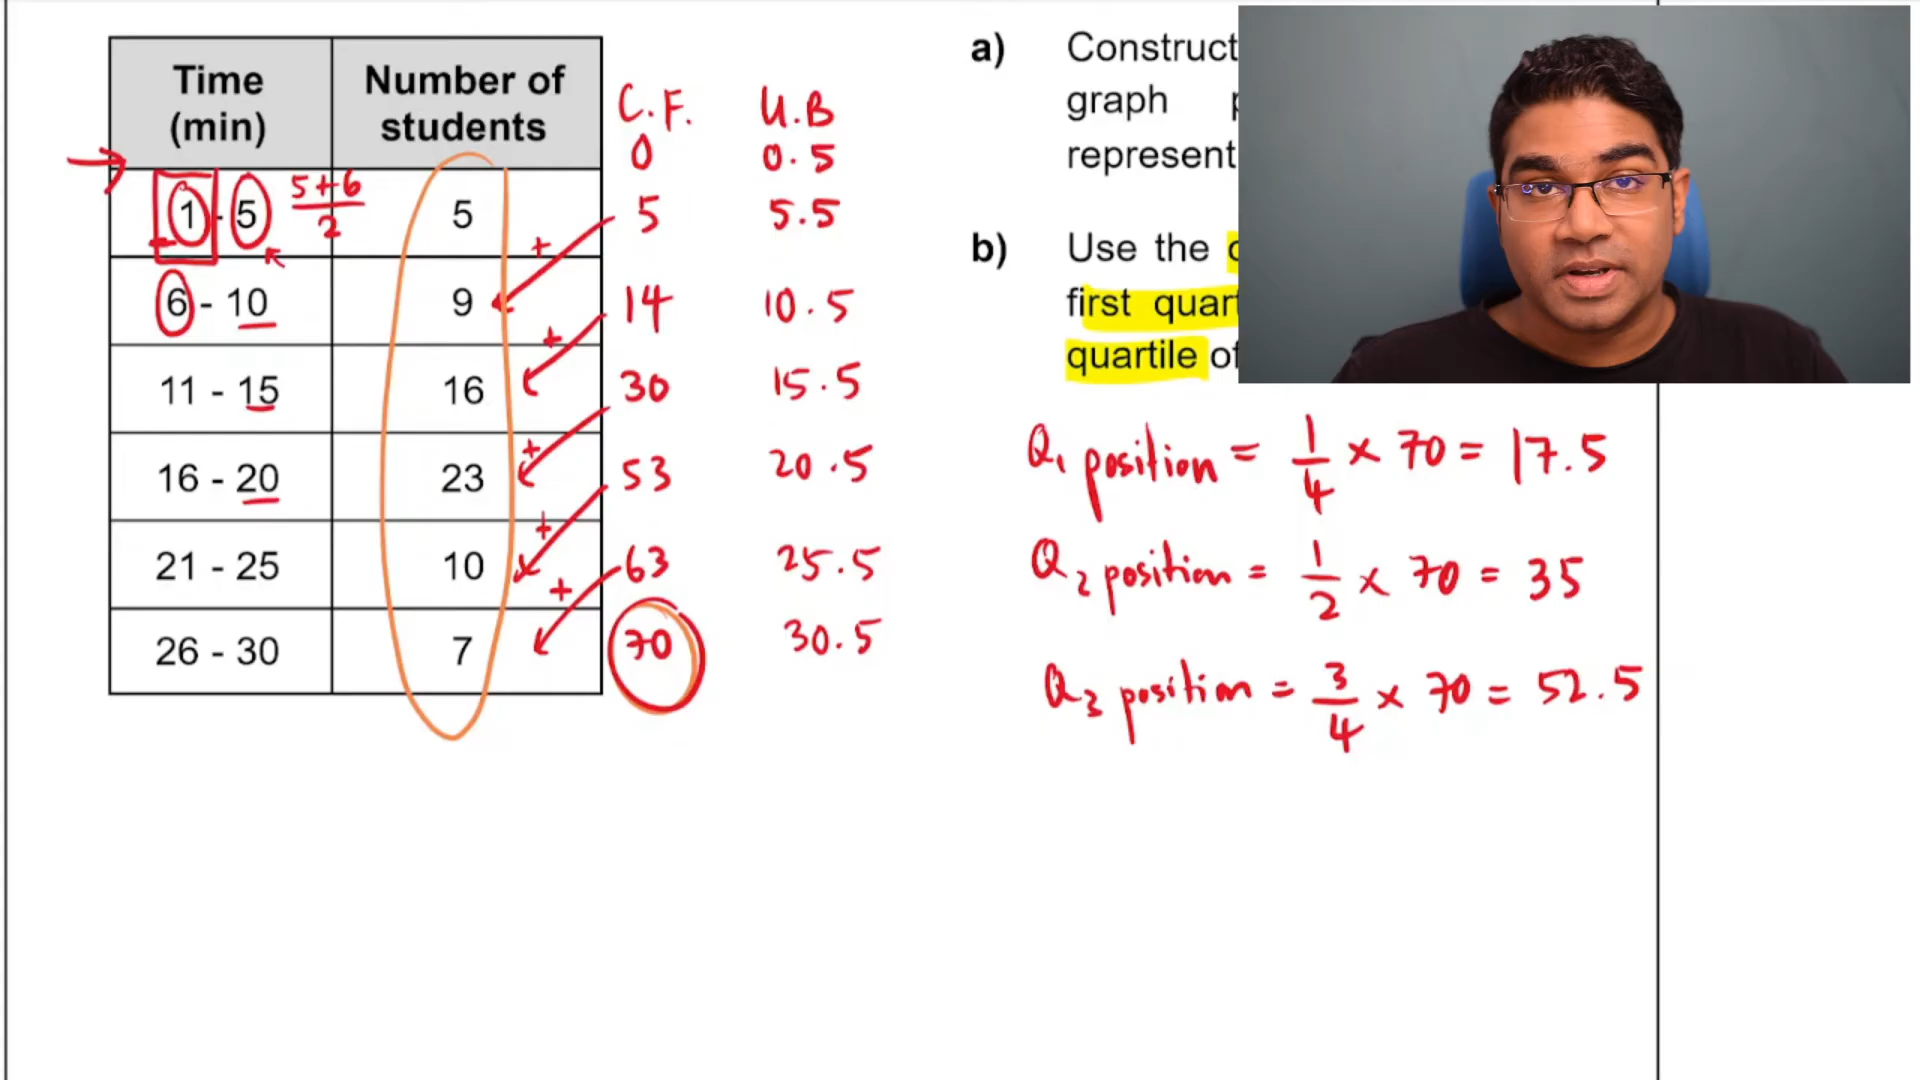 Time (min) Number of students C.F. U.B
0 0.5
1 - 5 5+6/2 5 5 5.5
6 - 10 9 + 14 10.5
11 - 15 16 + 30 15.5
16 - 20 23 + 53 20.5
21 - 25 10 + 63 25.5
26 - 30 7 + 70 30.5
a) Construct
graph
represent
b) Use the
first quar
quartile of
Q1 position = 1/4 × 70 = 17.5
Q2 position = 1/2 × 70 = 35
Q3 position = 3/4 × 70 = 52.5